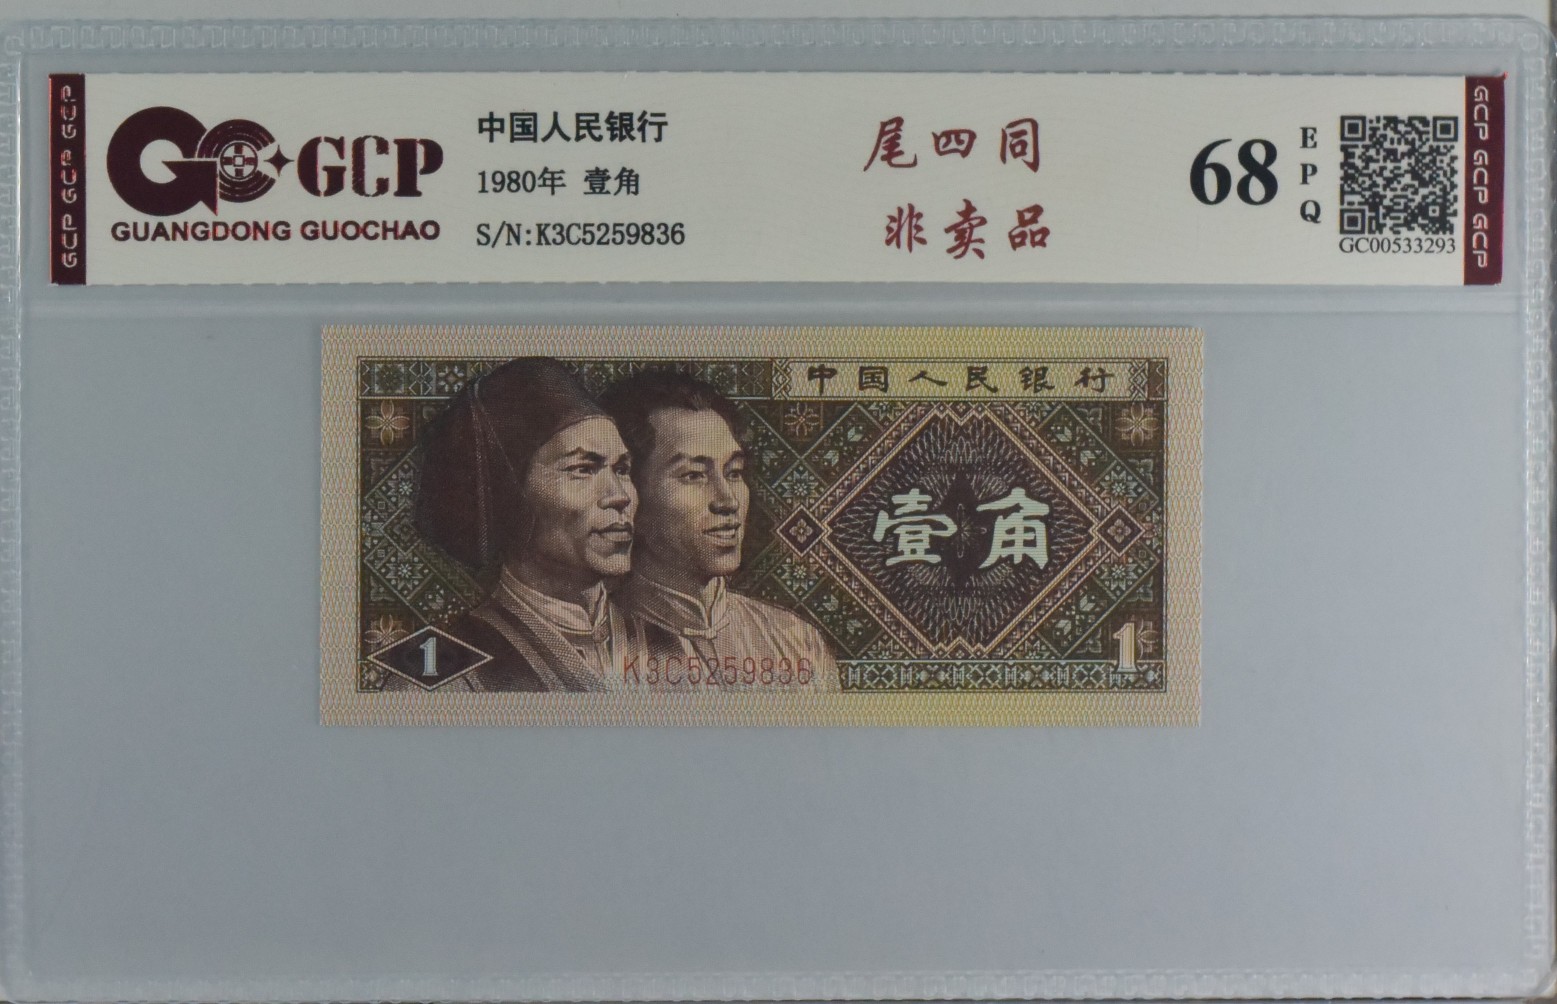 GCP GCP GCP
GCP
GUANGDONG GUOCHAO
中国人民银行
1980年 壹角
S/N:K3C5259836
尾四同
非卖品
68
EPQ
GC00533293
GCP GCP GCP
中国人民银行
壹角
1
K3C5259836
1